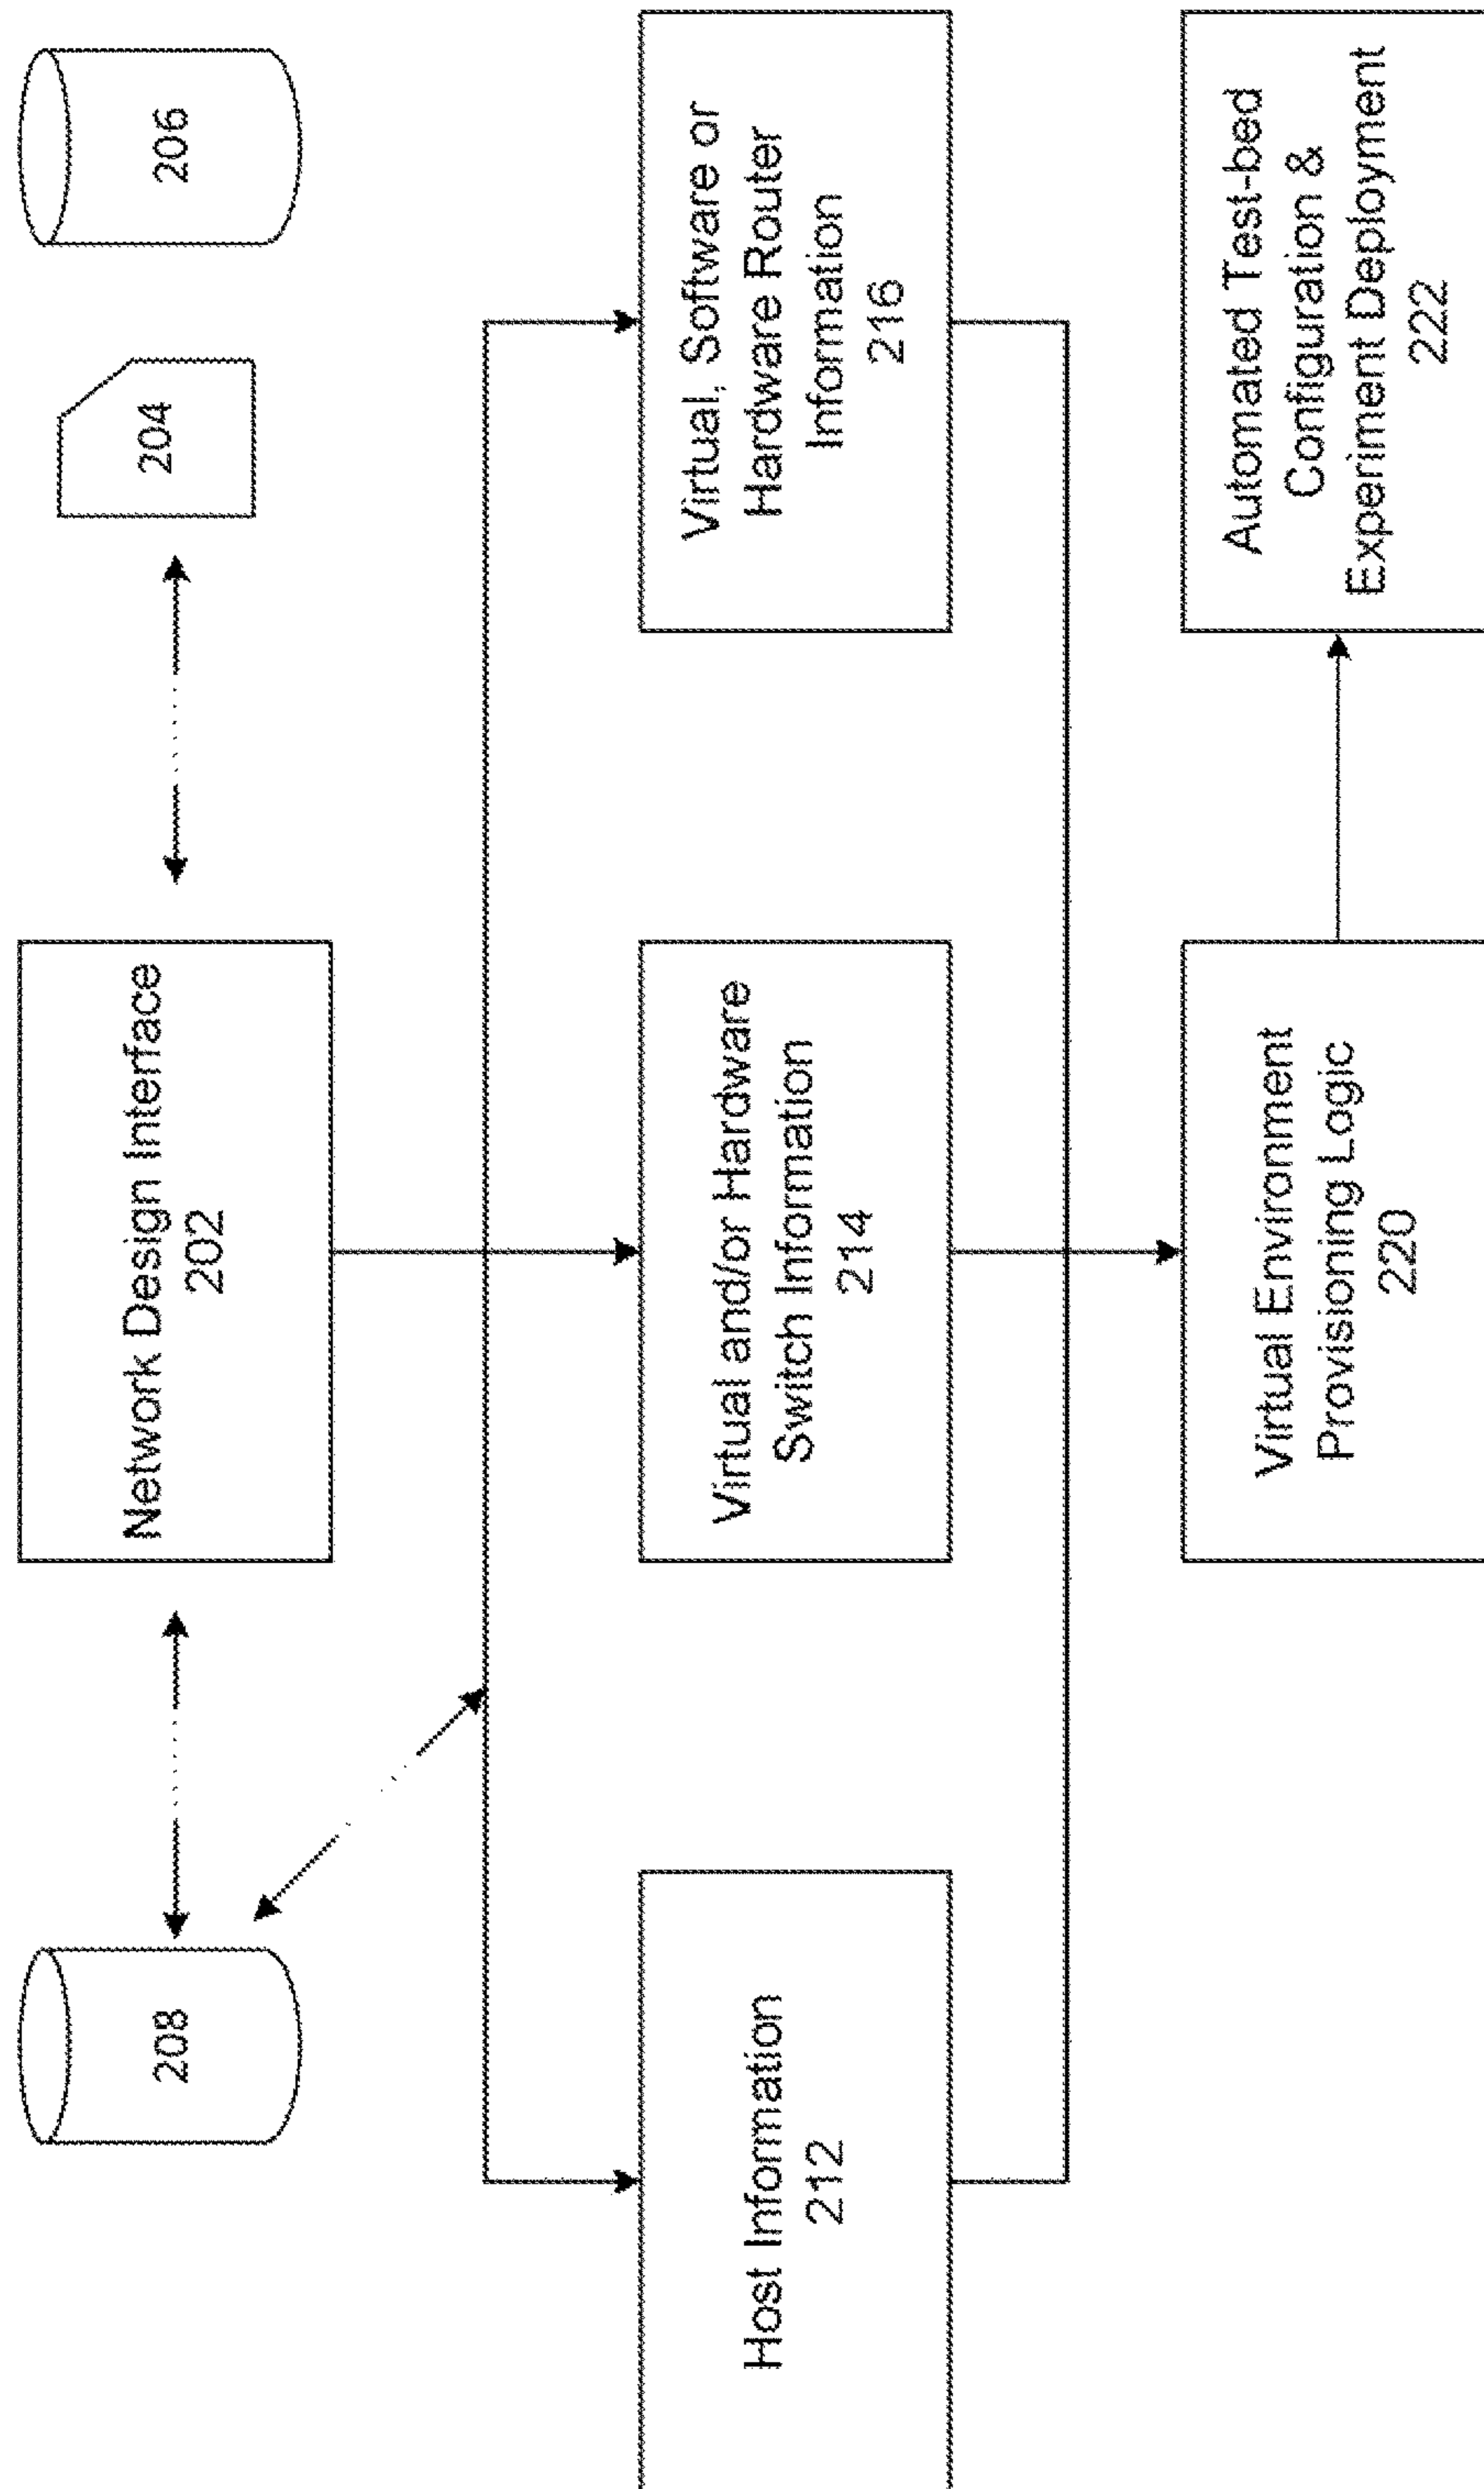 208
Network Design Interface
202
204
206
Host Information
212
Virtual and/or Hardware
Switch Information
214
Virtual, Software or
Hardware Router
Information
216
Virtual Environment
Provisioning Logic
220
Automated Test-bed
Configuration &
Experiment Deployment
222